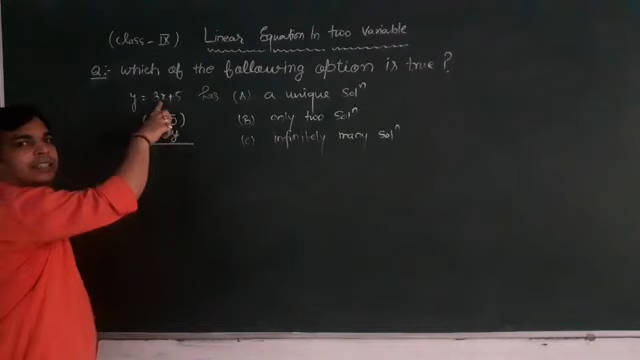 (Class - IX) Linear Equation In two Variable
Q:- Which of the following option is true?
y = 3x+5 has (A) a unique Solⁿ
(B) only two Solⁿ
y
(C) infinitely many Solⁿ